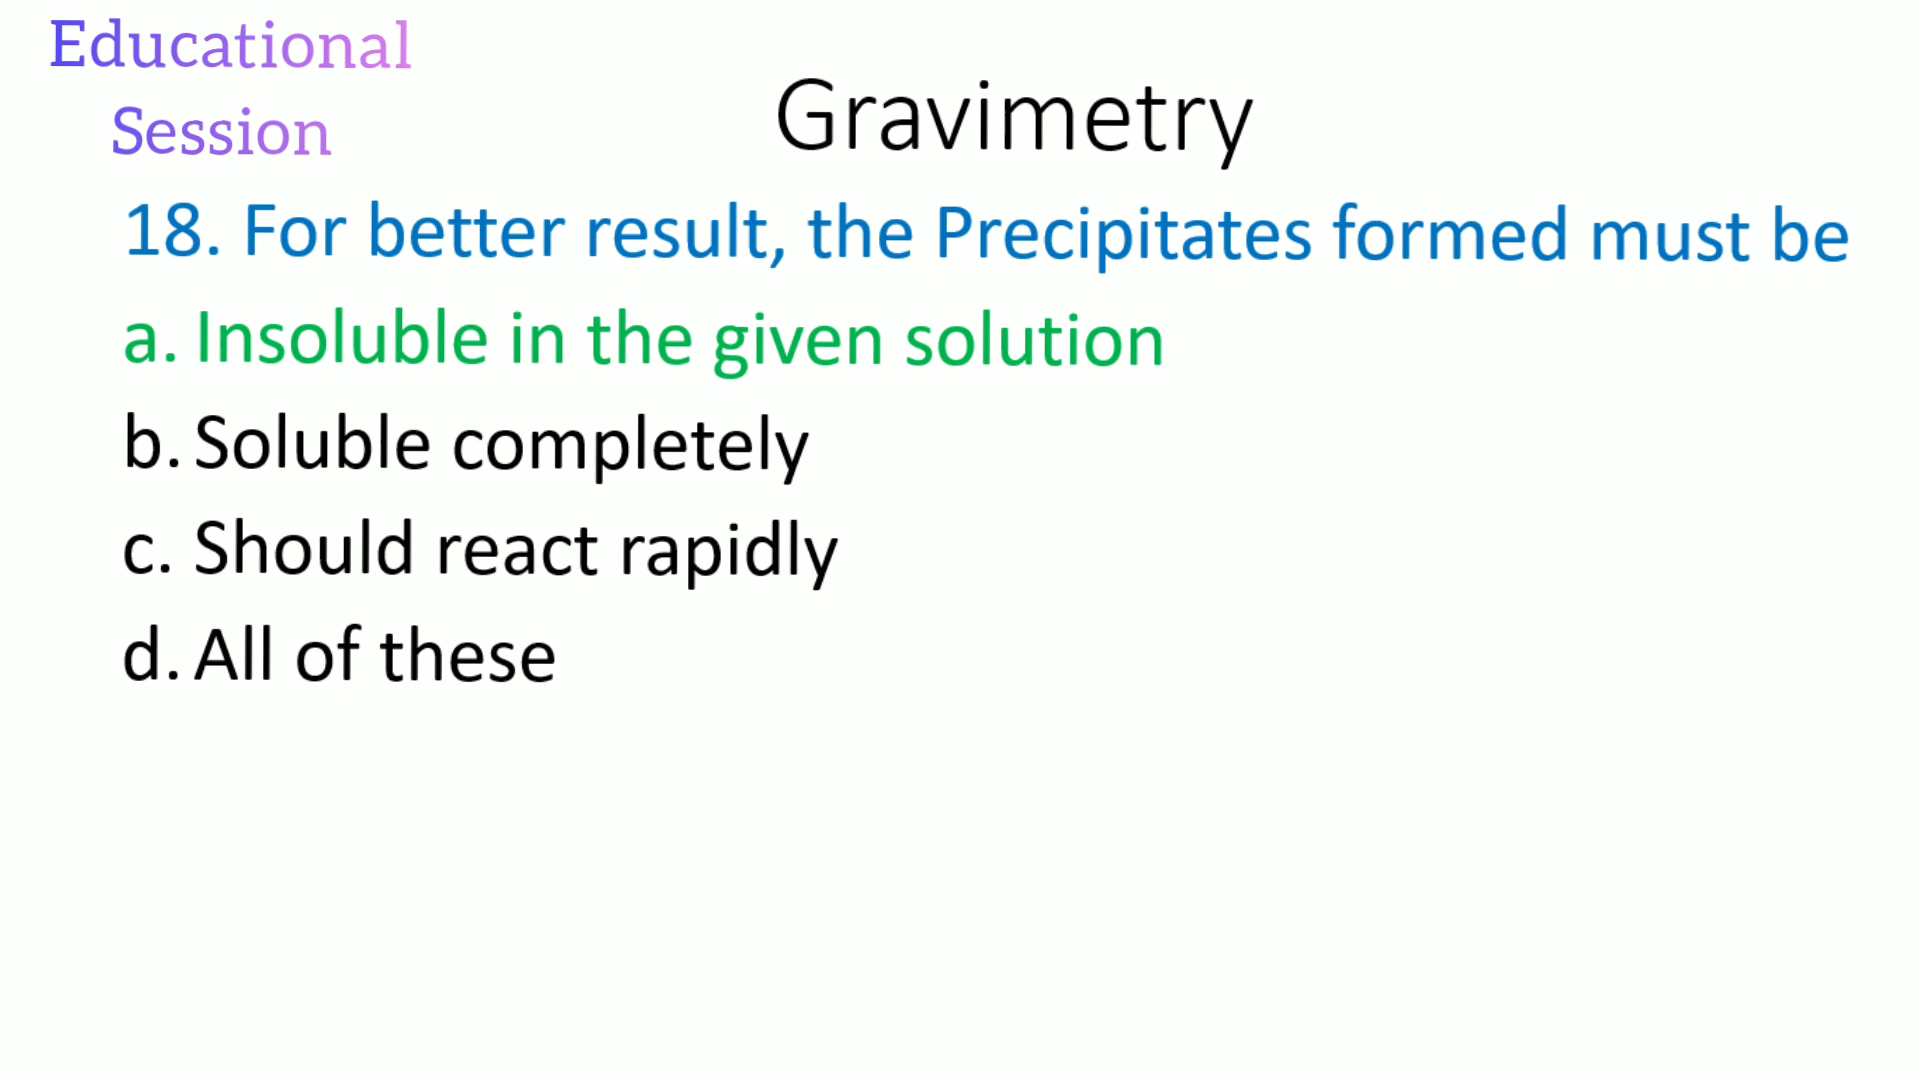 Educational
Session
Gravimetry
18. For better result, the Precipitates formed must be
a. Insoluble in the given solution
b. Soluble completely
c. Should react rapidly
d. All of these